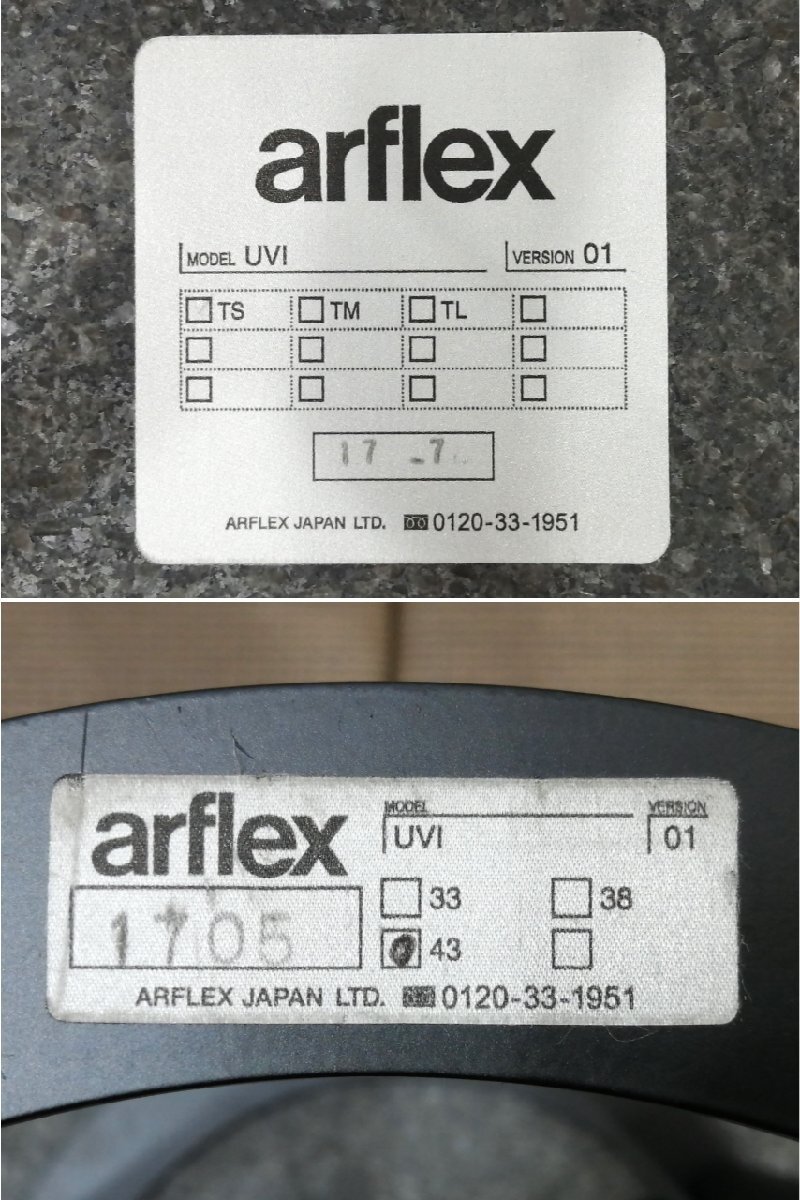 arflex
MODEL UVI VERSION 01
TS TM TL
17 -7
ARFLEX JAPAN LTD. 0120-33-1951
arflex
MODEL VERSION
UVI 01
33 38
1705
43
ARFLEX JAPAN LTD. 0120-33-1951